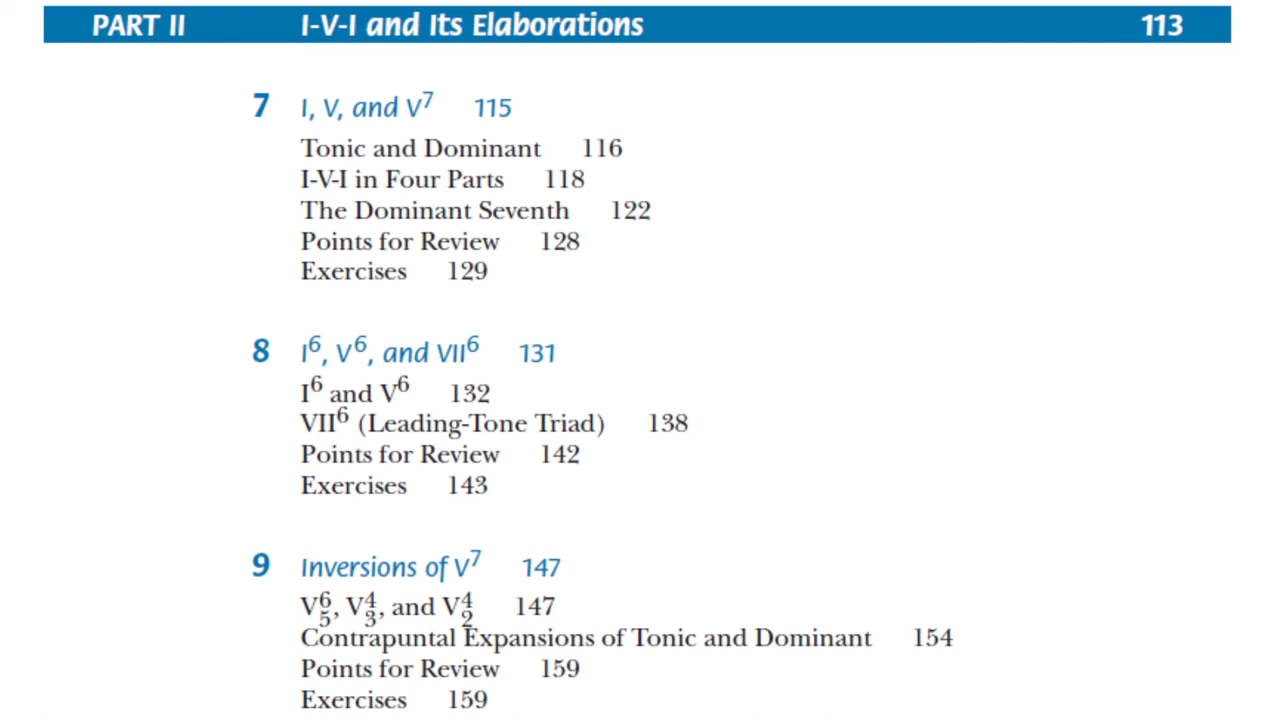 PART II I-V-I and Its Elaborations 113
7 I, V, and V⁷ 115
Tonic and Dominant 116
I-V-I in Four Parts 118
The Dominant Seventh 122
Points for Review 128
Exercises 129
8 I⁶, V⁶, and VII⁶ 131
I⁶ and V⁶ 132
VII⁶ (Leading-Tone Triad) 138
Points for Review 142
Exercises 143
9 Inversions of V⁷ 147
V⁶₅, V⁴₃, and V⁴₂ 147
Contrapuntal Expansions of Tonic and Dominant 154
Points for Review 159
Exercises 159